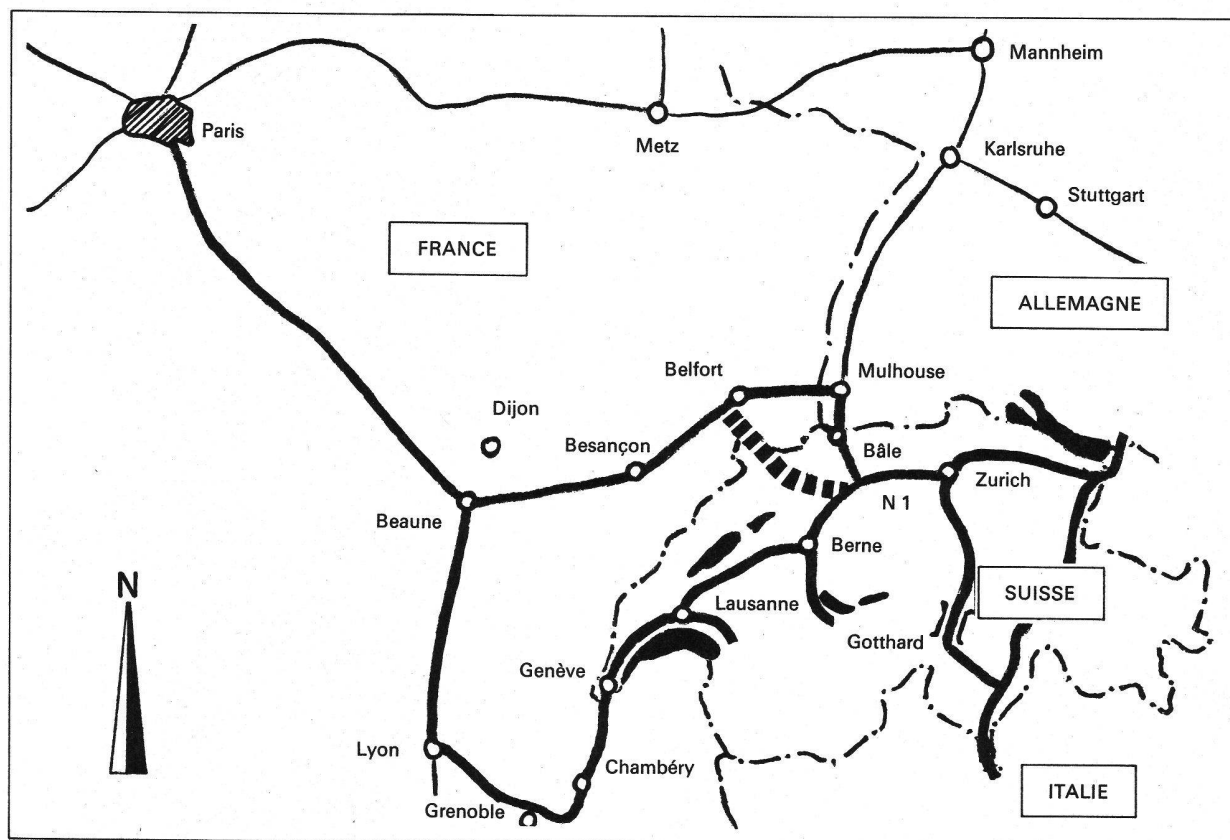 Mannheim
Paris
Metz
Karlsruhe
Stuttgart
FRANCE
ALLEMAGNE
Belfort
Mulhouse
Dijon
Besançon
Bâle
Zurich
N 1
Beaune
Berne
N
SUISSE
Lausanne
Gotthard
Genève
Lyon
Chambéry
ITALIE
Grenoble